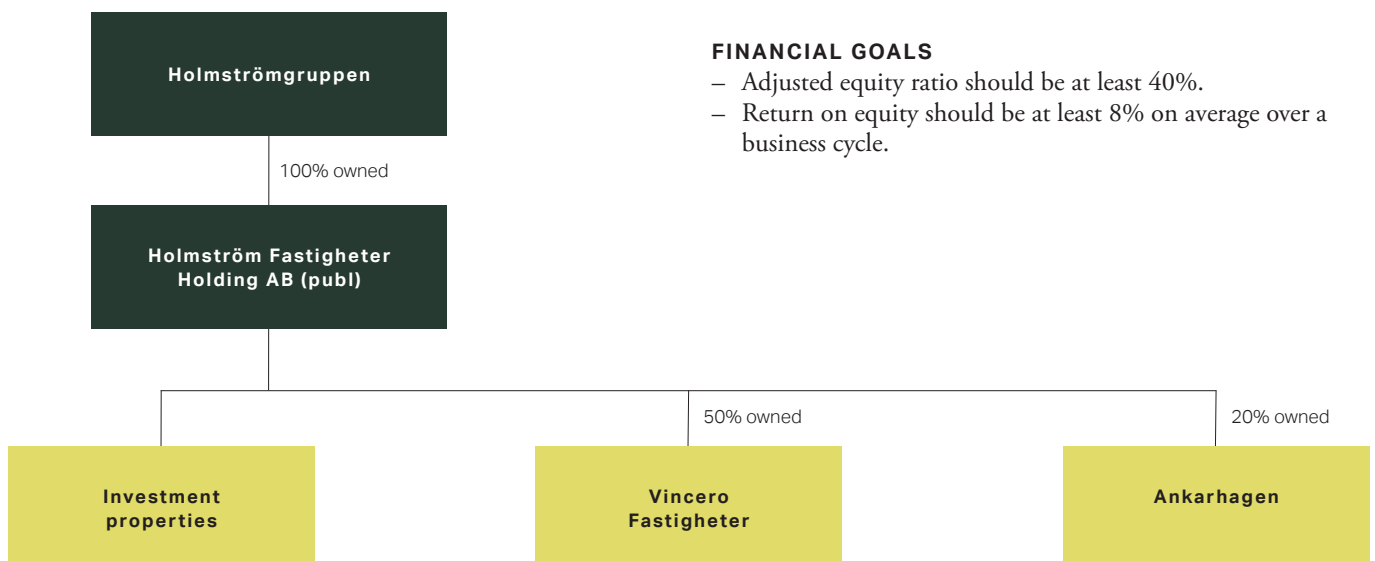 Holmströmgruppen
FINANCIAL GOALS
– Adjusted equity ratio should be at least 40%.
– Return on equity should be at least 8% on average over a
business cycle.
100% owned
Holmström Fastigheter
Holding AB (publ)
50% owned
20% owned
Investment
properties
Vincero
Fastigheter
Ankarhagen